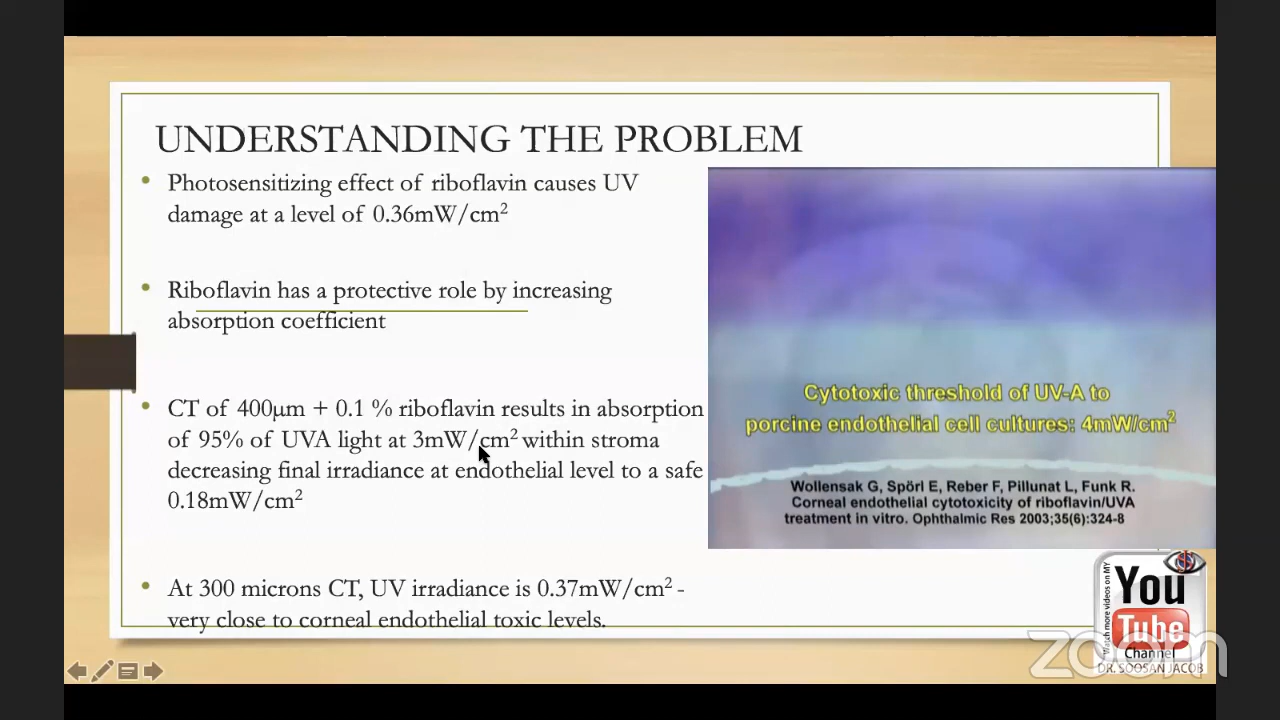 UNDERSTANDING THE PROBLEM
• Photosensitizing effect of riboflavin causes UV
damage at a level of 0.36mW/cm²
• Riboflavin has a protective role by increasing
absorption coefficient
• CT of 400μm + 0.1 % riboflavin results in absorption
of 95% of UVA light at 3mW/cm² within stroma
decreasing final irradiance at endothelial level to a safe
0.18mW/cm²
• At 300 microns CT, UV irradiance is 0.37mW/cm² -
very close to corneal endothelial toxic levels.
Cytotoxic threshold of UV-A to
porcine endothelial cell cultures: 4mW/cm²
Wollensak G, Spörl E, Reber F, Pillunat L, Funk R.
Corneal endothelial cytotoxicity of riboflavin/UVA
treatment in vitro. Ophthalmic Res 2003;35(6):324-8
Watch more videos on MY
You
Tube
Channel
DR. SOOSAN JACOB
zoom